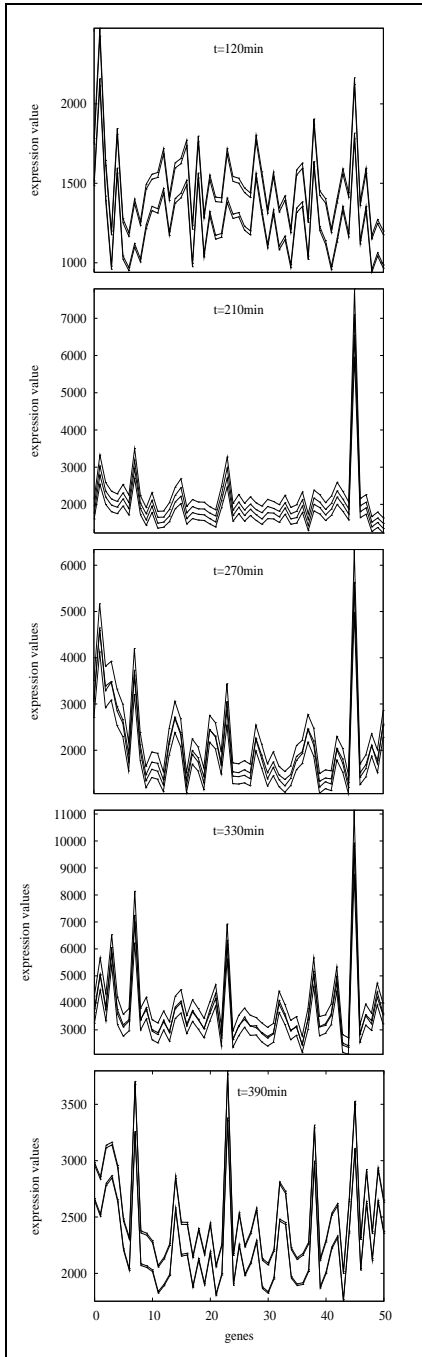 t=120min
expression value
2000
1500
1000
t=210min
expression value
7000
6000
5000
4000
3000
2000
t=270min
expression values
6000
5000
4000
3000
2000
t=330min
expression values
11000
10000
9000
8000
7000
6000
5000
4000
3000
t=390min
expression values
3500
3000
2500
2000
0 10 20 30 40 50
genes